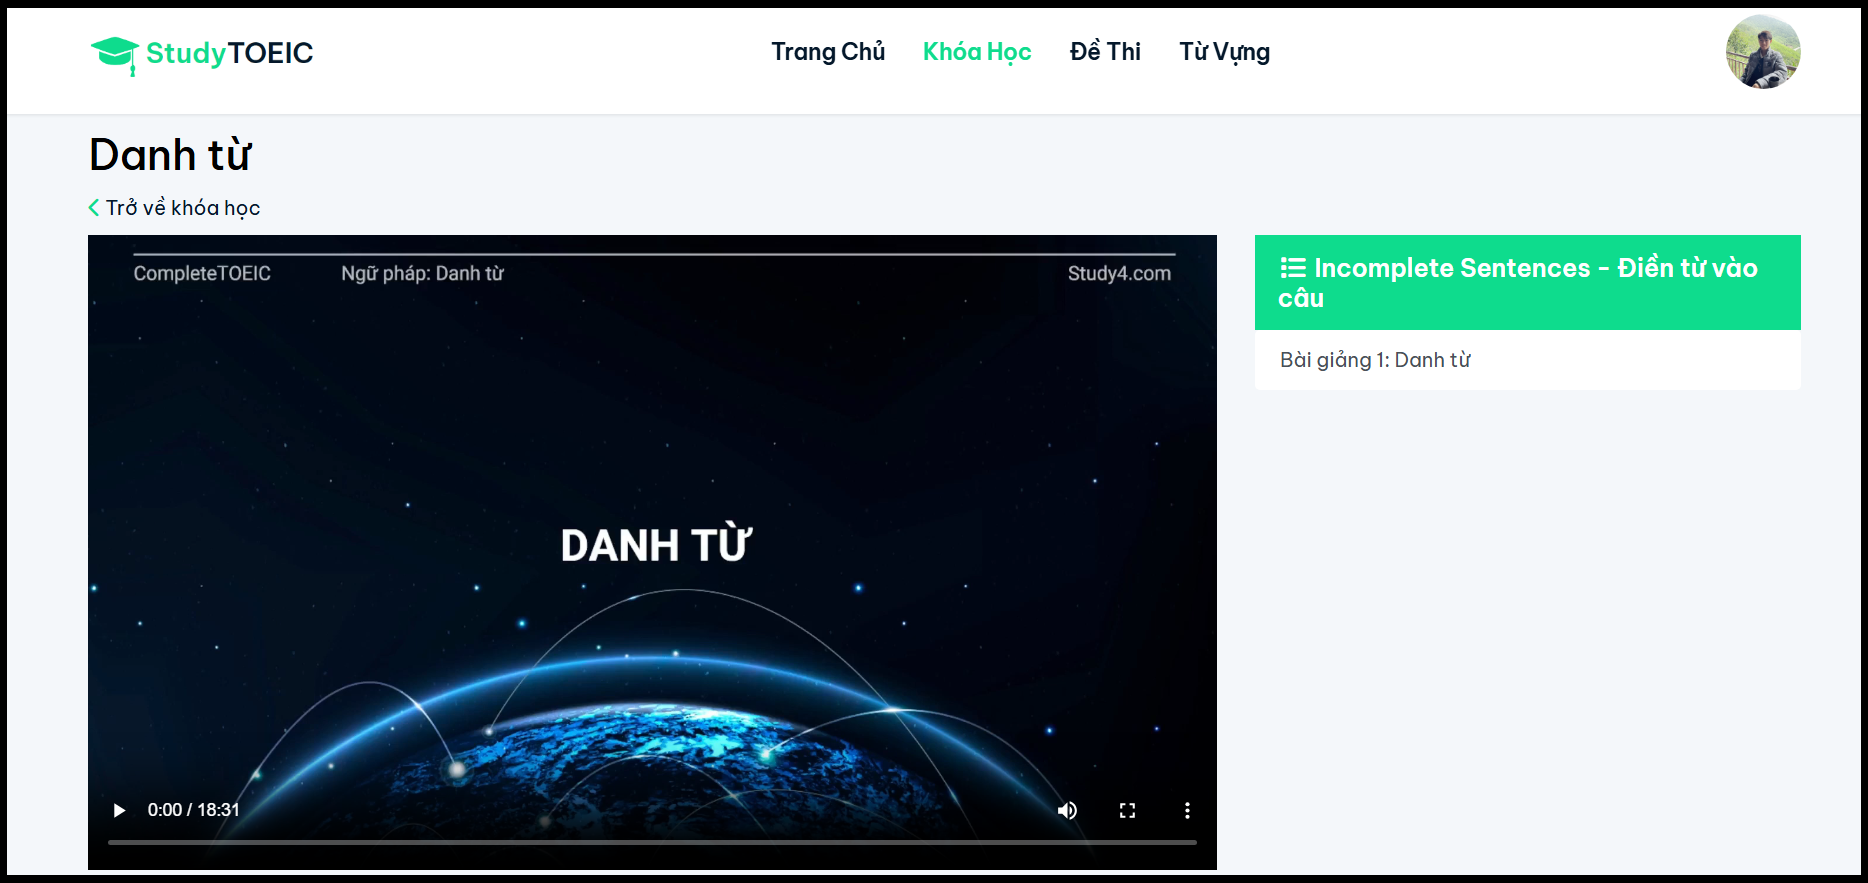 StudyTOEIC
Trang Chủ
Khóa Học
Đề Thi
Từ Vựng
Danh từ
Trở về khóa học
CompleteTOEIC
Ngữ pháp: Danh từ
Study4.com
DANH TỪ
0:00 / 18:31
Incomplete Sentences - Điền từ vào
câu
Bài giảng 1: Danh từ